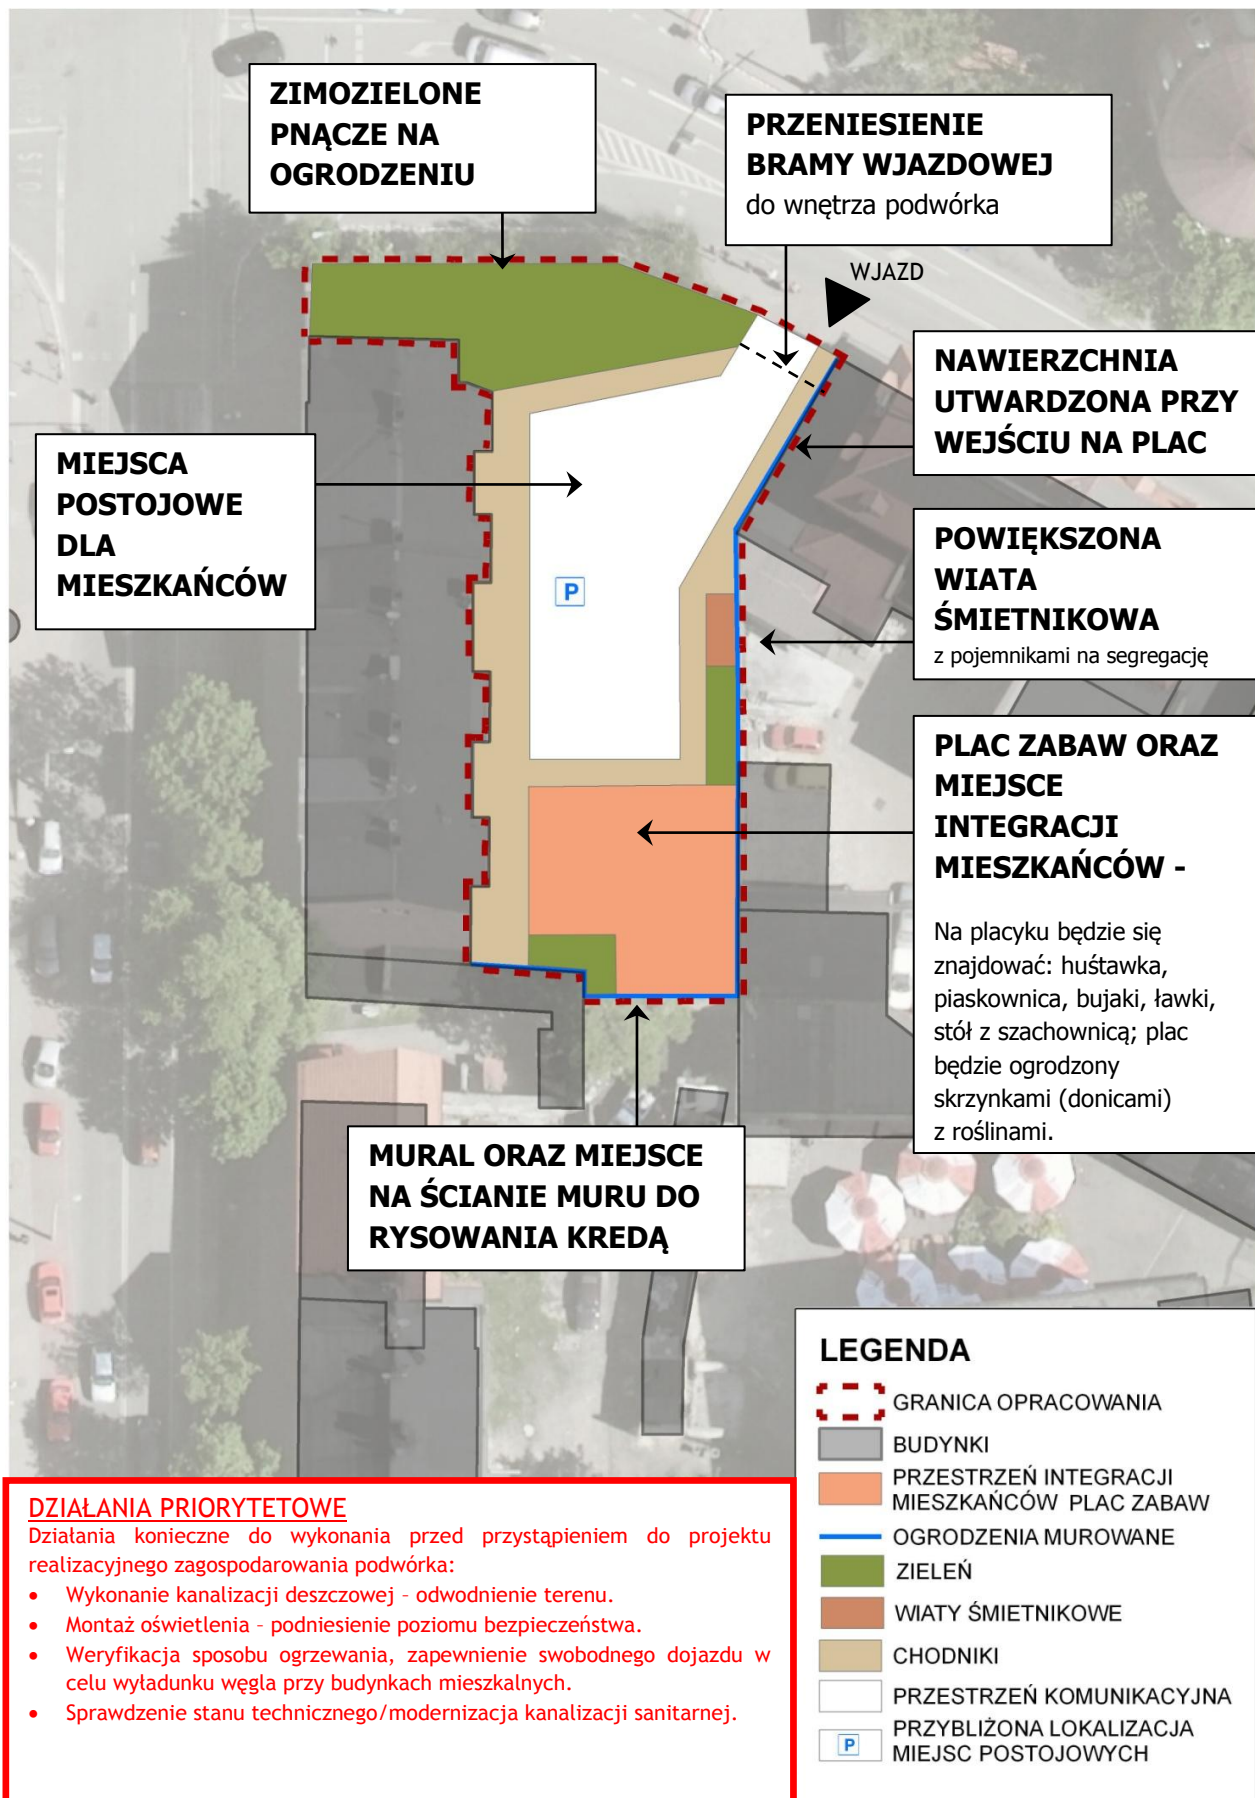 ZIMOZIELONE
PNĄCZE NA
OGRODZENIU
PRZENIESIENIE
BRAMY WJAZDOWEJ
do wnętrza podwórka
WJAZD
NAWIERZCHNIA
UTWARDZONA PRZY
WEJŚCIU NA PLAC
MIEJSCA
POSTOJOWE
DLA
MIESZKAŃCÓW
POWIĘKSZONA
WIATA
ŚMIETNIKOWA
z pojemnikami na segregację
P
PLAC ZABAW ORAZ
MIEJSCE
INTEGRACJI
MIESZKAŃCÓW -
Na placyku będzie się
znajdować: huśtawka,
piaskownica, bujaki, ławki,
stół z szachownicą; plac
będzie ogrodzony
skrzynkami (donicami)
z roślinami.
MURAL ORAZ MIEJSCE
NA ŚCIANIE MURU DO
RYSOWANIA KREDĄ
LEGENDA
GRANICA OPRACOWANIA
BUDYNKI
PRZESTRZEŃ INTEGRACJI
MIESZKAŃCÓW PLAC ZABAW
OGRODZENIA MUROWANE
ZIELEŃ
WIATY ŚMIETNIKOWE
CHODNIKI
PRZESTRZEŃ KOMUNIKACYJNA
P PRZYBLIŻONA LOKALIZACJA
MIEJSC POSTOJOWYCH
DZIAŁANIA PRIORYTETOWE
Działania konieczne do wykonania przed przystąpieniem do projektu
realizacyjnego zagospodarowania podwórka:
• Wykonanie kanalizacji deszczowej - odwodnienie terenu.
• Montaż oświetlenia - podniesienie poziomu bezpieczeństwa.
• Weryfikacja sposobu ogrzewania, zapewnienie swobodnego dojazdu w
celu wyładunku węgla przy budynkach mieszkalnych.
• Sprawdzenie stanu technicznego/modernizacja kanalizacji sanitarnej.